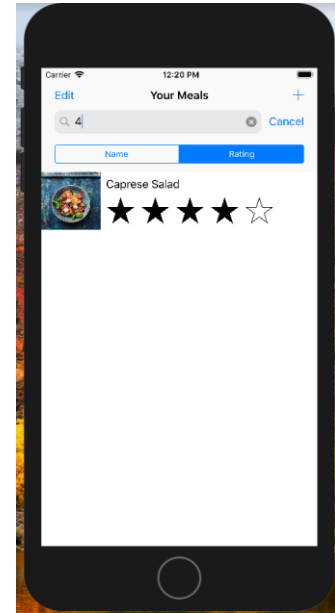 Carrier 12:20 PM
Edit Your Meals +
4 Cancel
Name Rating
Caprese Salad